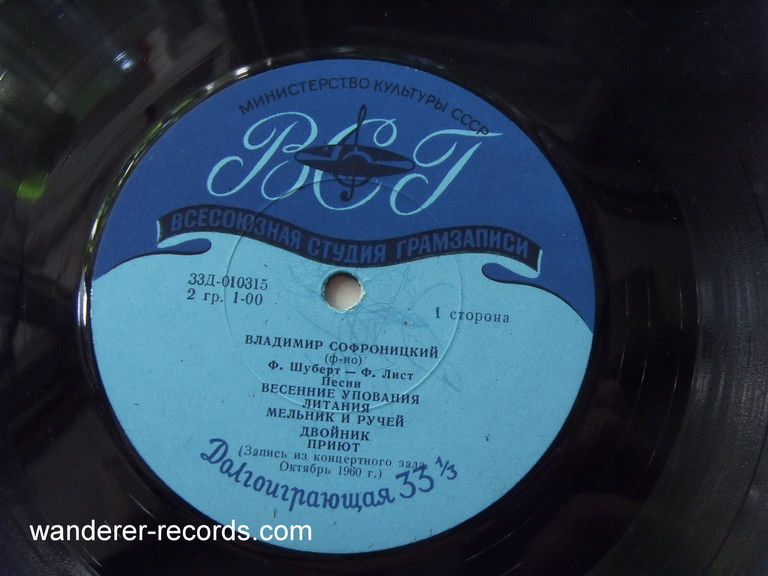 МИНИСТЕРСТВО КУЛЬТУРЫ СССР
ВСГ
ВСЕСОЮЗНАЯ СТУДИЯ ГРАМЗАПИСИ
33Д-010315
2 гр. 1-00
1 сторона
ВЛАДИМИР СОФРОНИЦКИЙ
(ф-но)
Ф. Шуберт — Ф. Лист
Песни
ВЕСЕННИЕ УПОВАНИЯ
ЛИТАНИЯ
МЕЛЬНИК И РУЧЕЙ
ДВОЙНИК
ПРИЮТ
(Запись из концертного зала
Октябрь 1960 г.)
Долгоиграющая 33 1/3
wanderer-records.com